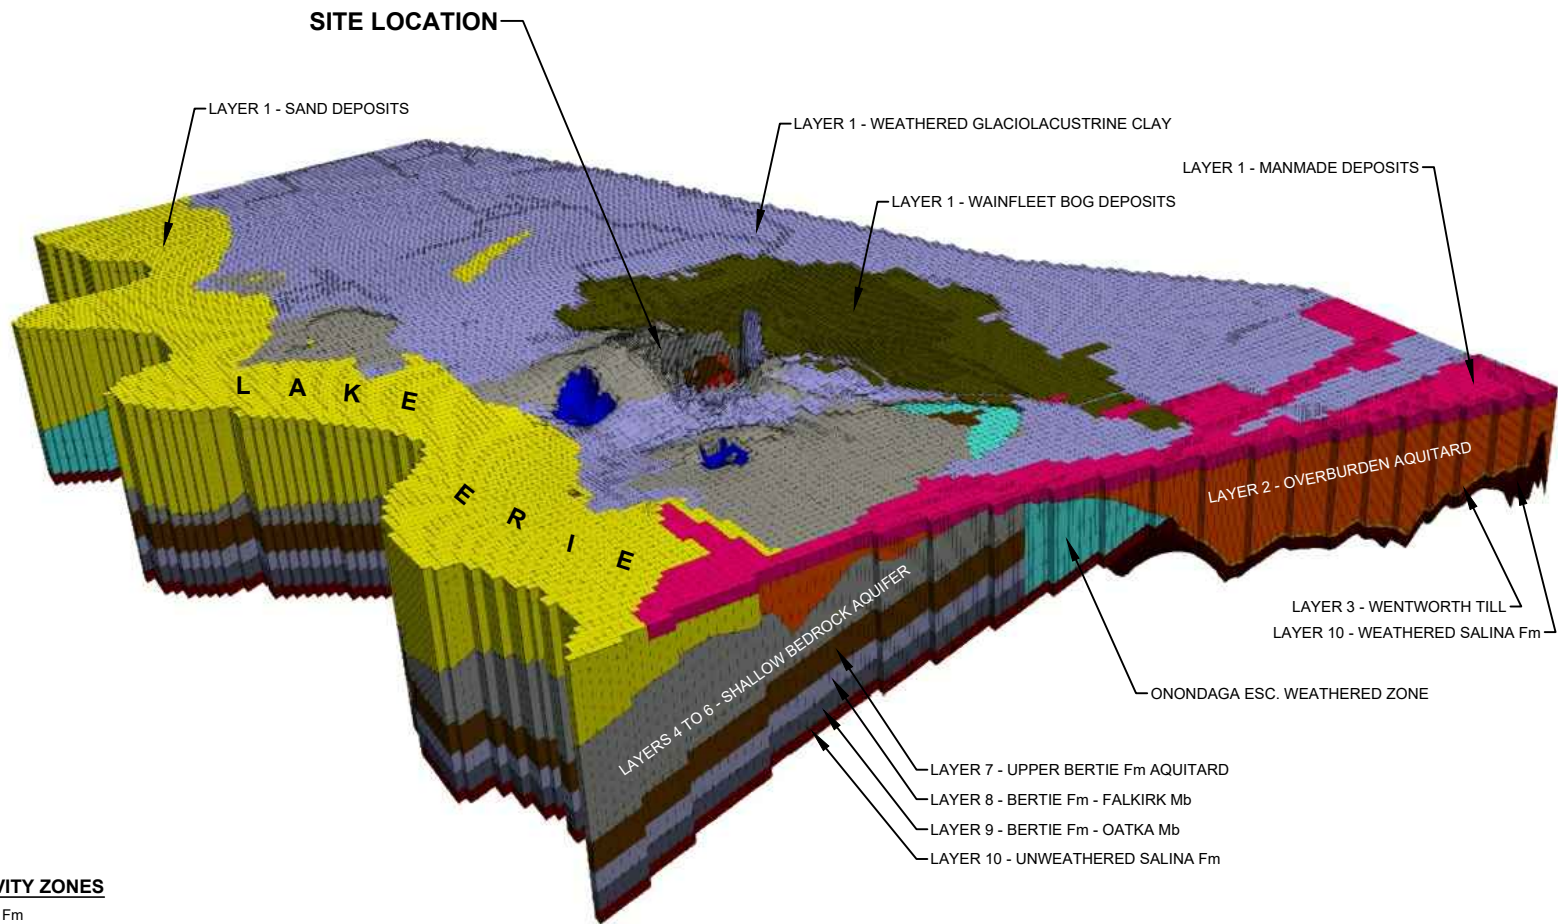 SITE LOCATION
LAYER 1 - SAND DEPOSITS
LAYER 1 - WEATHERED GLACIOLACUSTRINE CLAY
LAYER 1 - MANMADE DEPOSITS
LAYER 1 - WAINFLEET BOG DEPOSITS
LAKE
ERIE
LAYER 2 - OVERBURDEN AQUITARD
LAYERS 4 TO 6 - SHALLOW BEDROCK AQUIFER
LAYER 3 - WENTWORTH TILL
LAYER 10 - WEATHERED SALINA Fm
ONONDAGA ESC. WEATHERED ZONE
LAYER 7 - UPPER BERTIE Fm AQUITARD
LAYER 8 - BERTIE Fm - FALKIRK Mb
LAYER 9 - BERTIE Fm - OATKA Mb
LAYER 10 - UNWEATHERED SALINA Fm
VITY ZONES
Fm